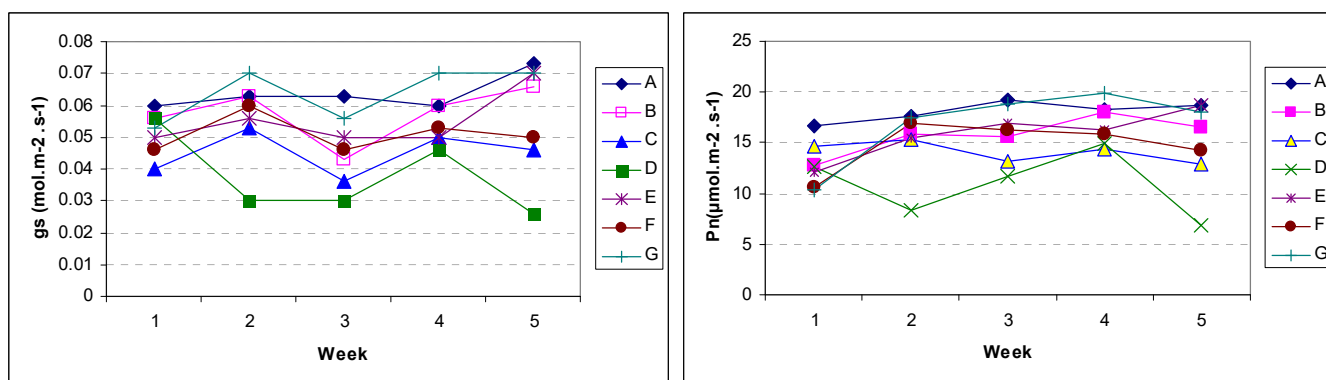 0.08
0.07
0.06
0.05
0.04
0.03
0.02
0.01
0
gs (mol.m-2 .s-1)
1 2 3 4 5
Week
A
B
C
D
E
F
G
25
20
15
10
5
0
Pn(µmol.m-2 .s-1)
1 2 3 4 5
Week
A
B
C
D
E
F
G